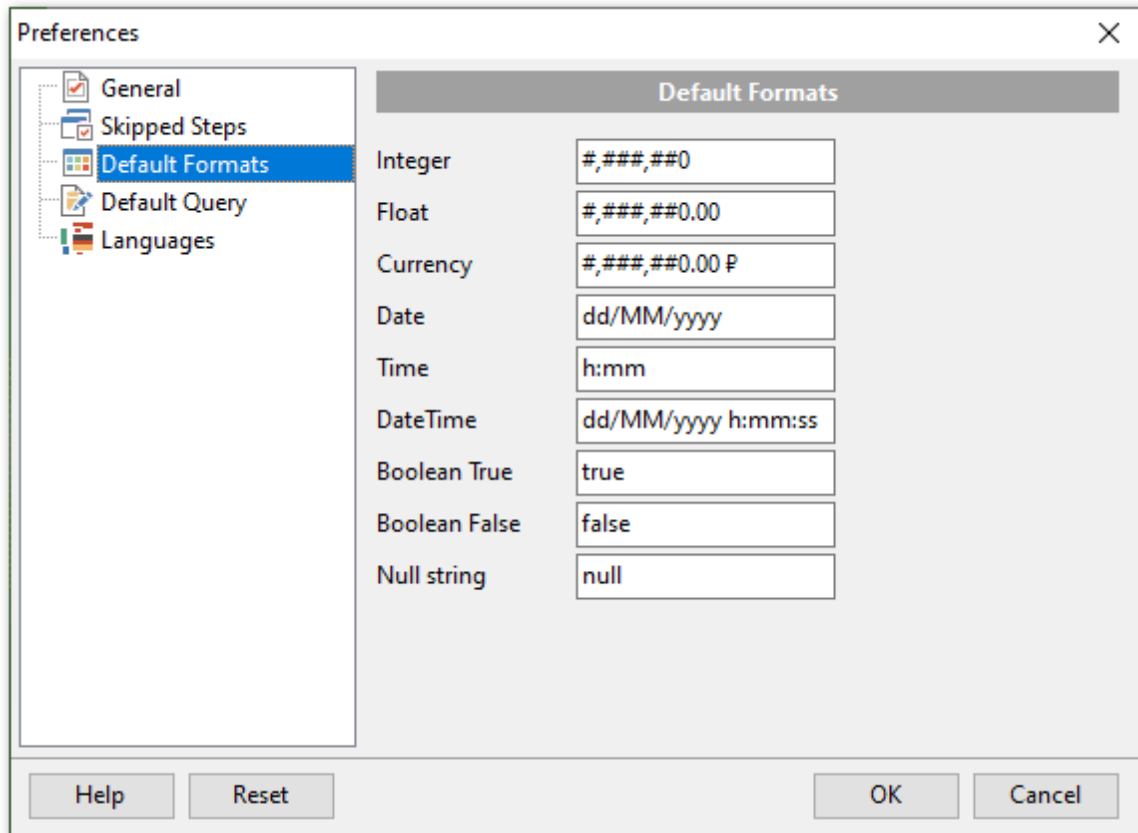 Preferences
General
Skipped Steps
Default Formats
Default Query
Languages
Default Formats
Integer #,###,##0
Float #,###,##0.00
Currency #,###,##0.00 ₽
Date dd/MM/yyyy
Time h:mm
DateTime dd/MM/yyyy h:mm:ss
Boolean True true
Boolean False false
Null string null
Help Reset OK Cancel